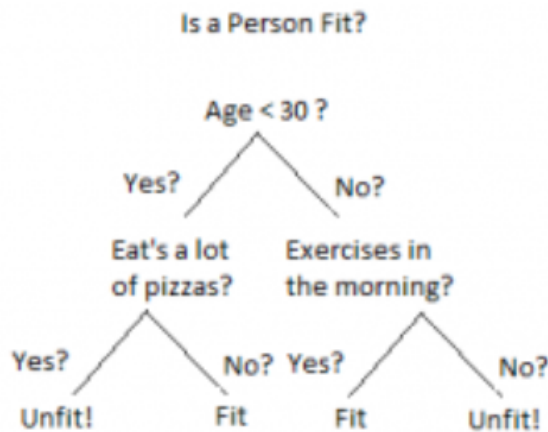 Is a Person Fit?
Age < 30 ?
Yes?
No?
Eat's a lot
of pizzas?
Exercises in
the morning?
Yes?
No?
Yes?
No?
Unfit!
Fit
Fit
Unfit!